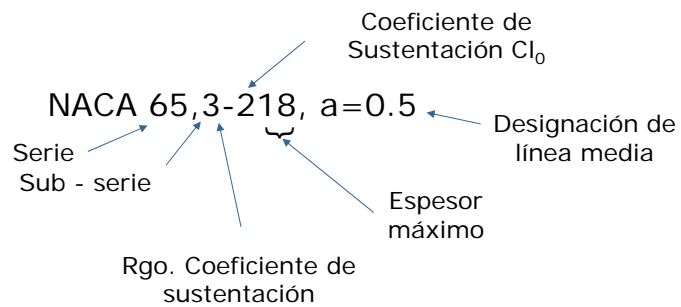 Coeficiente de
Sustentación Cl₀
NACA 65,3-218, a=0.5
Designación de
línea media
Serie
Sub - serie
Espesor
máximo
Rgo. Coeficiente de
sustentación